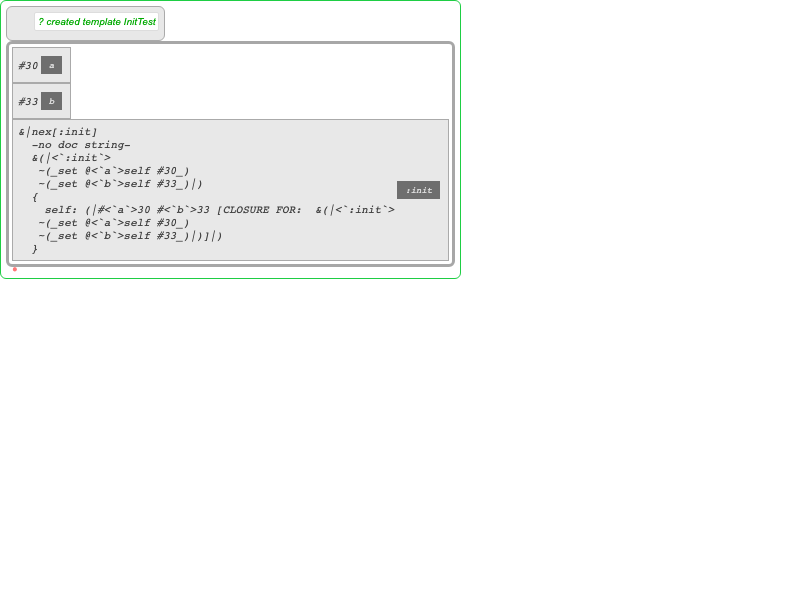 ? created template InitTest
#30 a
#33 b
&|nex[:init]
-no doc string-
&(|<`:init`>
~(_set @<`a`>self #30_)
~(_set @<`b`>self #33_)|)
:init
{
self: (|#<`a`>30 #<`b`>33 [CLOSURE FOR:  &(|<`:init`>
~(_set @<`a`>self #30_)
~(_set @<`b`>self #33_)|)]|)
}